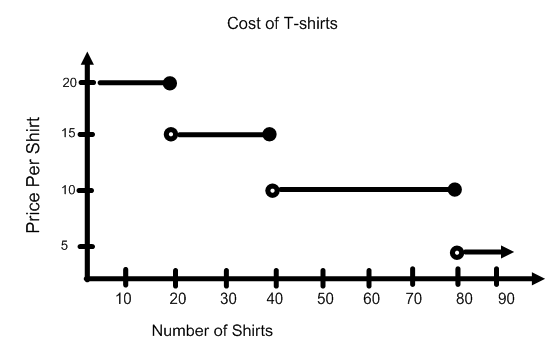 Cost of T-shirts
Price Per Shirt
20
15
10
5
10 20 30 40 50 60 70 80 90
Number of Shirts